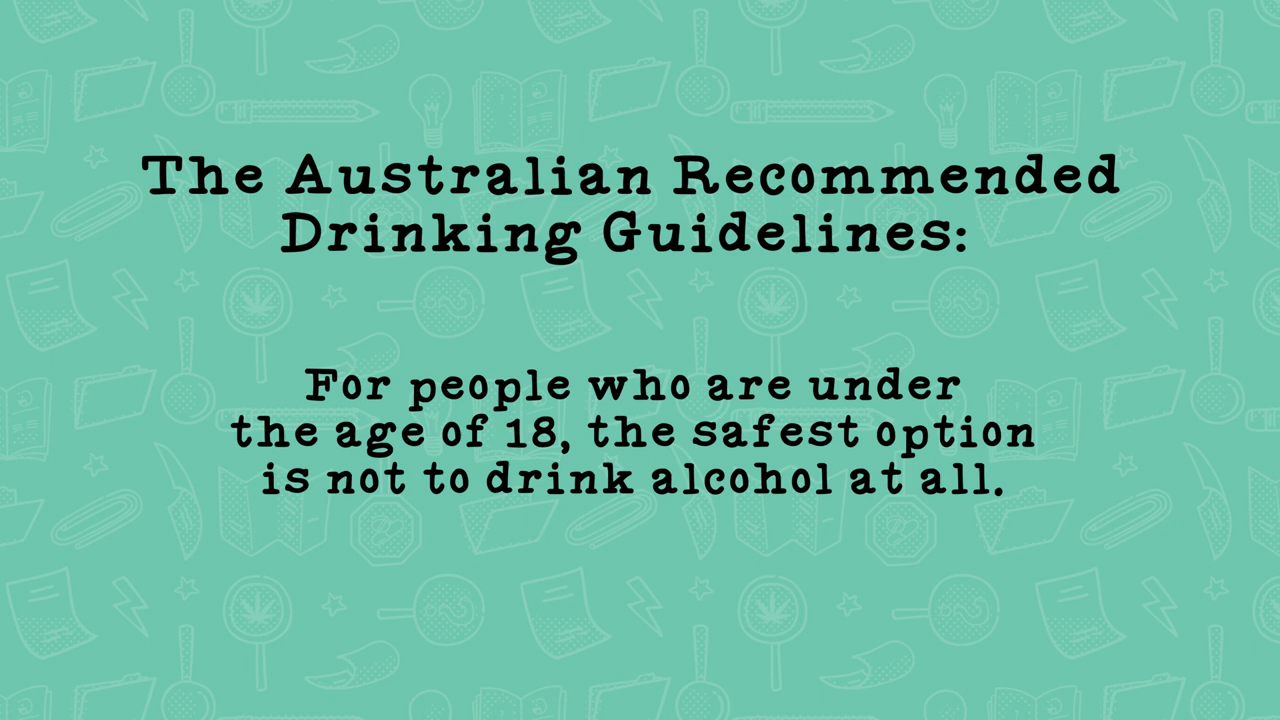 The Australian Recommended
Drinking Guidelines:
For people who are under
the age of 18, the safest option
is not to drink alcohol at all.